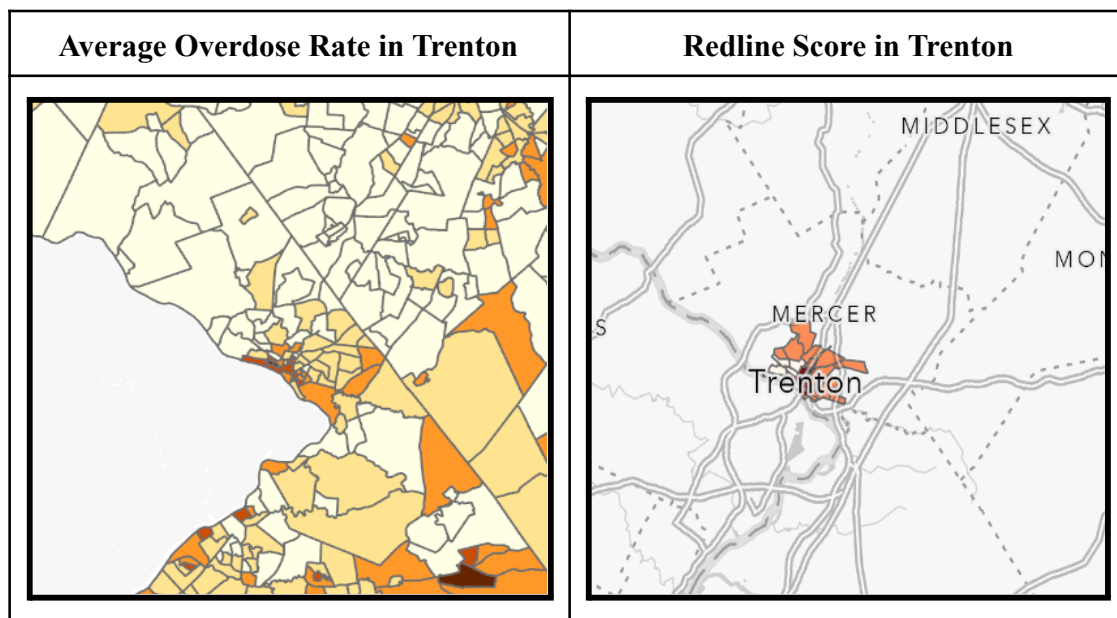 Average Overdose Rate in Trenton
Redline Score in Trenton
MIDDLESEX
MON
S
MERCER
Trenton